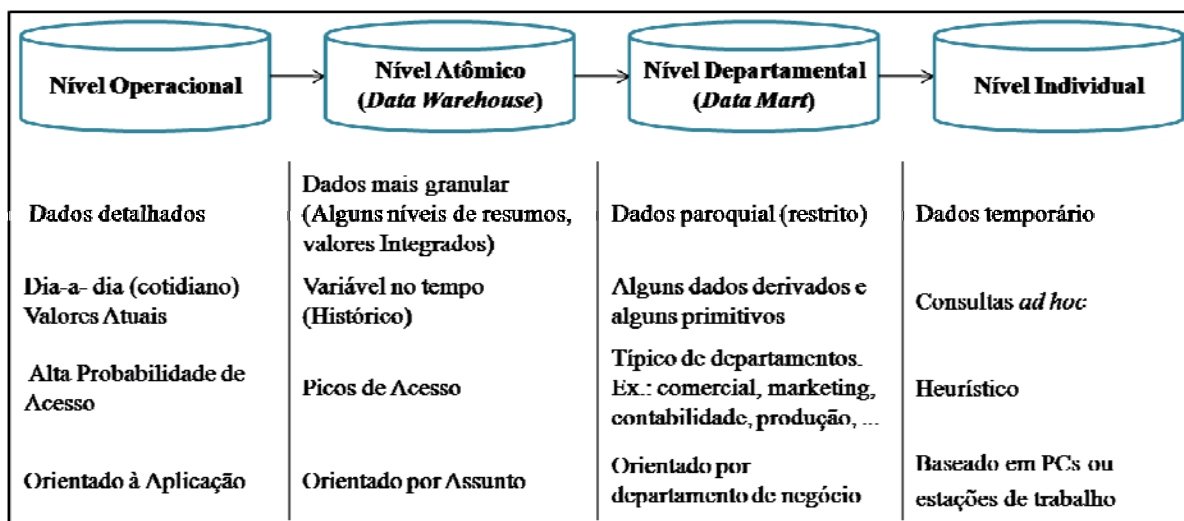 Nível Operacional
Nível Atômico
(Data Warehouse)
Nível Departamental
(Data Mart)
Nível Individual
Dados detalhados
Dados mais granular
(Alguns níveis de resumos,
valores Integrados)
Dados paroquial (restrito)
Dados temporário
Dia-a- dia (cotidiano)
Valores Atuais
Variável no tempo
(Histórico)
Alguns dados derivados e
alguns primitivos
Consultas ad hoc
Alta Probabilidade de
Acesso
Picos de Acesso
Típico de departamentos.
Ex.: comercial, marketing,
contabilidade, produção, ...
Heurístico
Orientado à Aplicação
Orientado por Assunto
Orientado por
departamento de negócio
Baseado em PCs ou
estações de trabalho